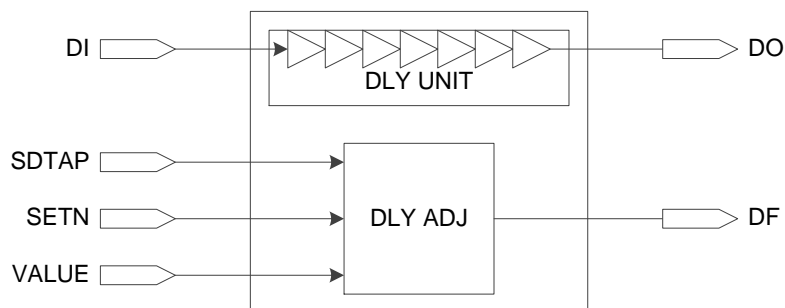 DI
DO
DLY UNIT
SDTAP
SETN
DLY ADJ
DF
VALUE